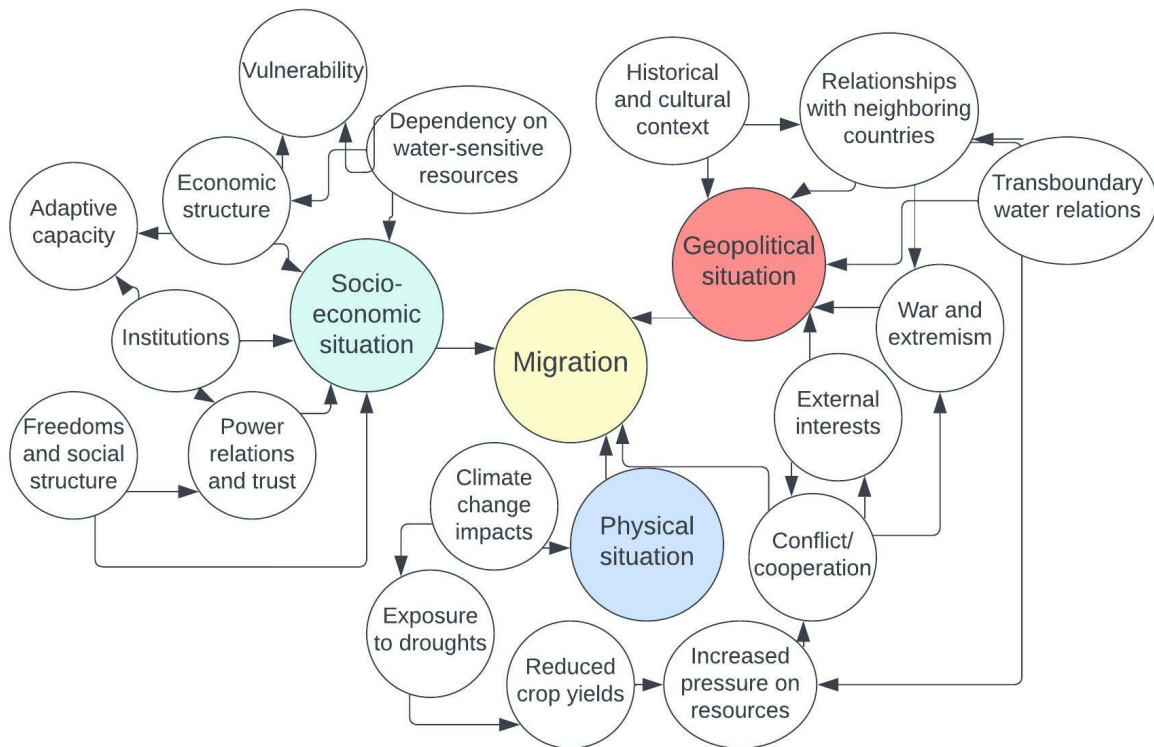 Vulnerability
Dependency on
water-sensitive
resources
Historical
and cultural
context
Relationships
with neighboring
countries
Transboundary
water relations
Economic
structure
Adaptive
capacity
Geopolitical
situation
Socio-
economic
situation
Institutions
War and
extremism
Migration
External
interests
Freedoms
and social
structure
Power
relations
and trust
Climate
change
impacts
Physical
situation
Conflict/
cooperation
Exposure
to droughts
Reduced
crop yields
Increased
pressure on
resources